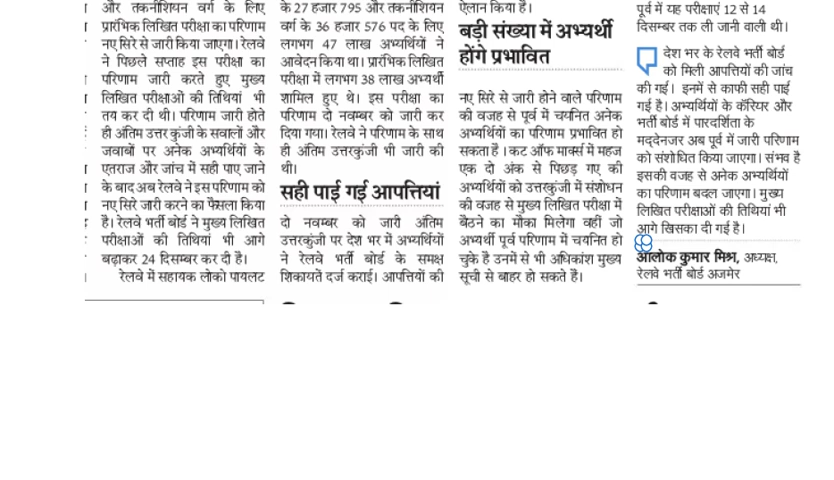 और तकनीशियन वर्ग के लिए
प्रारंभिक लिखित परीक्षा का परिणाम
नए सिरे से जारी किया जाएगा। रेलवे
ने पिछले सप्ताह इस परीक्षा का
परिणाम जारी करते हुए मुख्य
लिखित परीक्षाओं की तिथियां भी
तय कर दी थी। परिणाम जारी होते
ही अंतिम उत्तर कुंजी के सवालों और
जवाबों पर अनेक अभ्यर्थियों के
एतराज और जांच में सही पाए जाने
के बाद अब रेलवे ने इस परिणाम को
नए सिरे जारी करने का फैसला किया
है। रेलवे भर्ती बोर्ड ने मुख्य लिखित
परीक्षाओं की तिथियां भी आगे
बढ़ाकर 24 दिसम्बर कर दी है।
रेलवे में सहायक लोको पायलट
के 27 हजार 795 और तकनीशियन
वर्ग के 36 हजार 576 पद के लिए
लगभग 47 लाख अभ्यर्थियों ने
आवेदन किया था। प्रारंभिक लिखित
परीक्षा में लगभग 38 लाख अभ्यर्थी
शामिल हुए थे। इस परीक्षा का
परिणाम दो नवम्बर को जारी कर
दिया गया। रेलवे ने परिणाम के साथ
ही अंतिम उत्तरकुंजी भी जारी की
थी।
सही पाई गई आपत्तियां
दो नवम्बर को जारी अंतिम
उत्तरकुंजी पर देश भर में अभ्यर्थियों
ने रेलवे भर्ती बोर्ड के समक्ष
शिकायतें दर्ज कराई। आपत्तियों की
ऐलान किया है।
बड़ी संख्या में अभ्यर्थी
होंगे प्रभावित
नए सिरे से जारी होने वाले परिणाम
की वजह से पूर्व में चयनित अनेक
अभ्यर्थियों का परिणाम प्रभावित हो
सकता है। कट ऑफ मार्क्स में महज
एक दो अंक से पिछड़ गए की
अभ्यर्थियों को उत्तरकुंजी में संशोधन
की वजह से मुख्य लिखित परीक्षा में
बैठने का मौका मिलेगा वहीं जो
अभ्यर्थी पूर्व परिणाम में चयनित हो
चुके है उनमें से भी अधिकांश मुख्य
सूची से बाहर हो सकते हैं।
पूर्व में यह परीक्षाएं 12 से 14
दिसम्बर तक ली जानी वाली थी।
देश भर के रेलवे भर्ती बोर्ड
को मिली आपत्तियों की जांच
की गई। इनमें से काफी सही पाई
गई है। अभ्यर्थियों के कॅरियर और
भर्ती बोर्ड में पारदर्शिता के
मद्देनजर अब पूर्व में जारी परिणाम
को संशोधित किया जाएगा। संभव है
इसकी वजह से अनेक अभ्यर्थियों
का परिणाम बदल जाएगा। मुख्य
लिखित परीक्षाओं की तिथियां भी
आगे खिसका दी गई है।
आलोक कुमार मिश्र, अध्यक्ष,
रेलवे भर्ती बोर्ड अजमेर